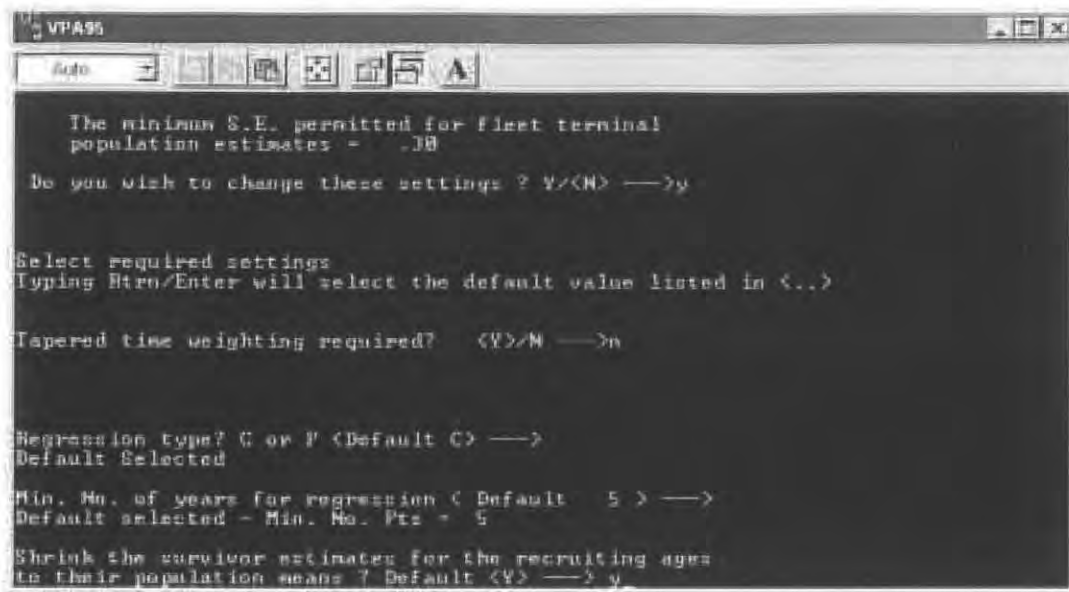 VPA95
Auto
A
The minimum S.E. permitted for fleet terminal
population estimates = .30
Do you wish to change these settings ? Y/<N> --->y
Select required settings
Typing Rtrn/Enter will select the default value listed in <..>
Tapered time weighting required? <Y>/N --->n
Regression type? C or P <Default C> --->
Default Selected
Min. No. of years for regression ( Default 5 ) --->
Default selected - Min. No. Pts = 5
Shrink the survivor estimates for the recruiting ages
to their population means ? Default <Y> ---> y